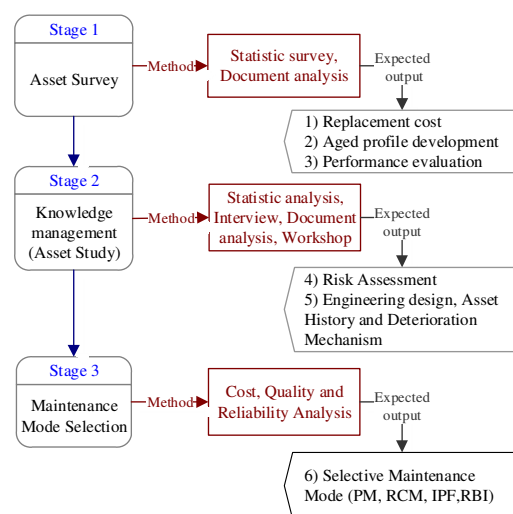 Stage 1
Asset Survey
Method
Statistic survey,
Document analysis
Expected
output
1) Replacement cost
2) Aged profile development
3) Performance evaluation
Stage 2
Knowledge
management
(Asset Study)
Method
Statistic analysis,
Interview, Document
analysis, Workshop
Expected
output
4) Risk Assessment
5) Engineering design, Asset
History and Deterioration
Mechanism
Stage 3
Maintenance
Mode Selection
Method
Cost, Quality and
Reliability Analysis
Expected
output
6) Selective Maintenance
Mode (PM, RCM, IPF,RBI)